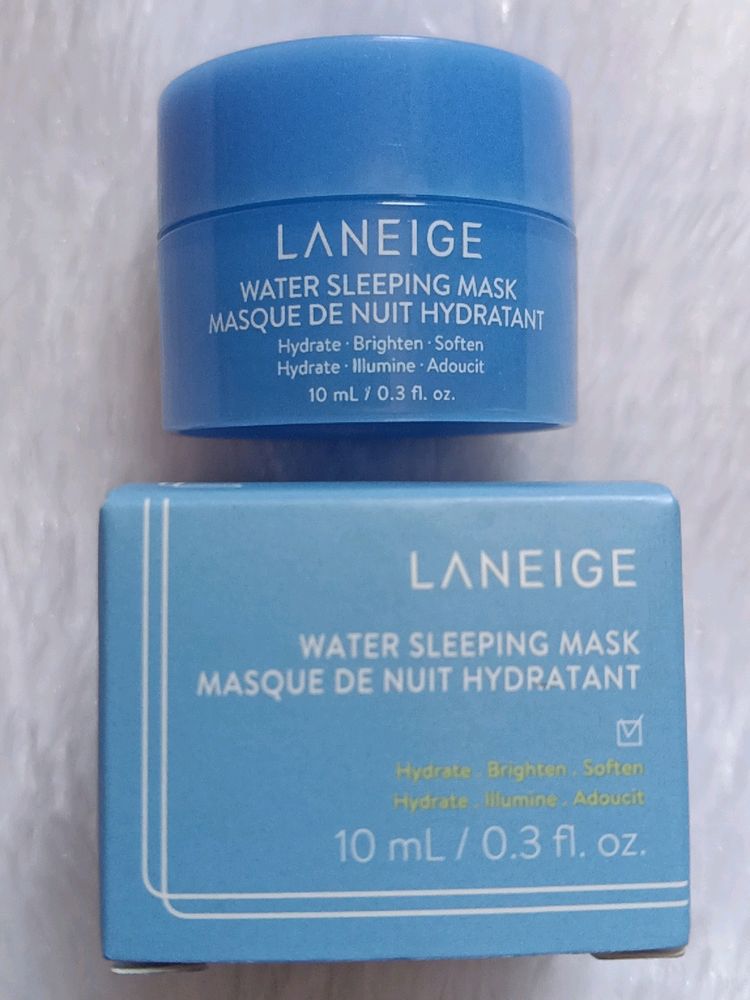 LANEIGE
WATER SLEEPING MASK
MASQUE DE NUIT HYDRATANT
Hydrate · Brighten · Soften
Hydrate · Illumine · Adoucit
10 mL / 0.3 fl. oz.
LANEIGE
WATER SLEEPING MASK
MASQUE DE NUIT HYDRATANT
Hydrate . Brighten . Soften
Hydrate . Illumine . Adoucit
10 mL / 0.3 fl. oz.